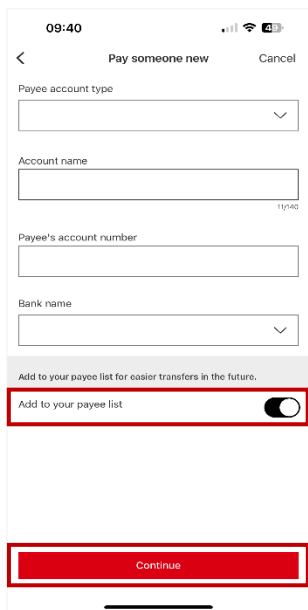 09:40
49
Pay someone new
Cancel
Payee account type
Account name
11/140
Payee's account number
Bank name
Add to your payee list for easier transfers in the future.
Add to your payee list
Continue